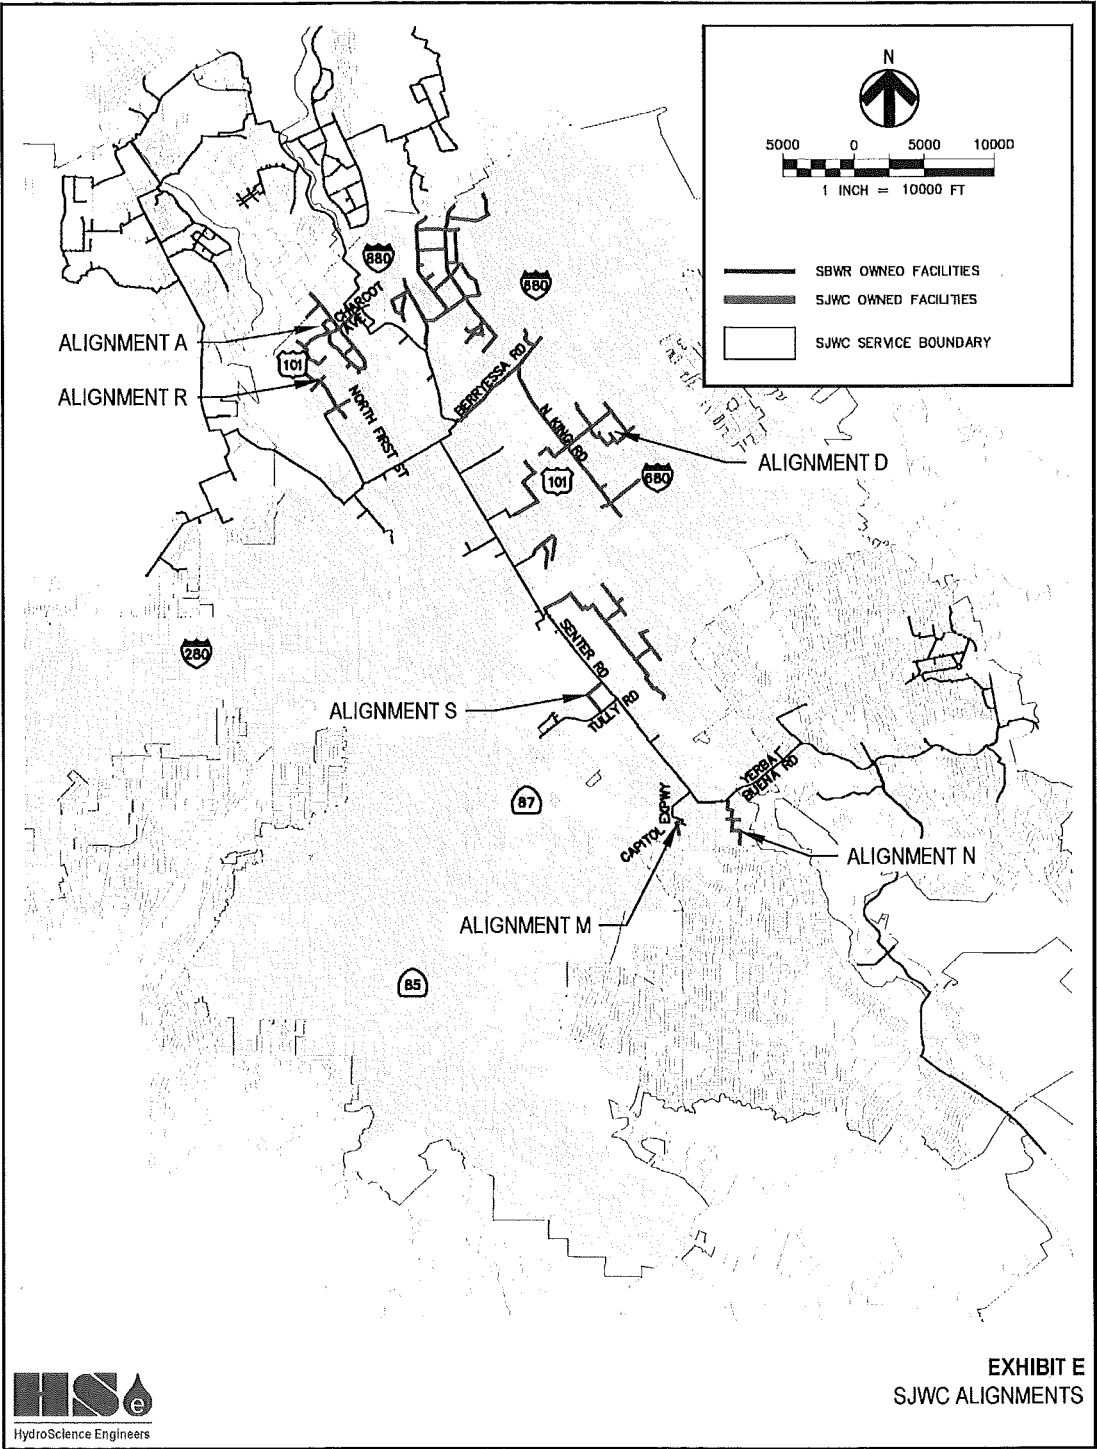 N
5000 0 5000 10000
1 INCH = 10000 FT
SBWR OWNED FACILITIES
SJWC OWNED FACILITIES
SJWC SERVICE BOUNDARY
880
680
CHARCOT
AVE
ALIGNMENT A
101
ALIGNMENT R
NORTH FIRST ST
BERRYESSA RD
N KING RD
ALIGNMENT D
101
680
SENTER RD
280
ALIGNMENT S
TULLY RD
YERBA
BUENA RD
87
CAPITOL EXPWY
ALIGNMENT N
ALIGNMENT M
85
EXHIBIT E
SJWC ALIGNMENTS
HSe
HydroScience Engineers